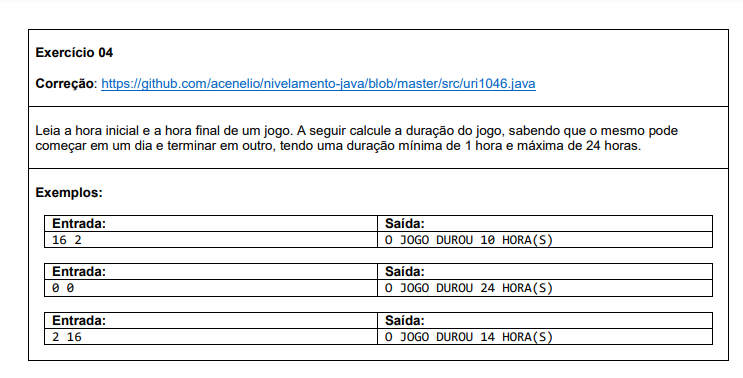 Exercício 04
Correção: https://github.com/acenelio/nivelamento-java/blob/master/src/uri1046.java
Leia a hora inicial e a hora final de um jogo. A seguir calcule a duração do jogo, sabendo que o mesmo pode
começar em um dia e terminar em outro, tendo uma duração mínima de 1 hora e máxima de 24 horas.
Exemplos:
Entrada: Saída:
16 2 O JOGO DUROU 10 HORA(S)
Entrada: Saída:
0 0 O JOGO DUROU 24 HORA(S)
Entrada: Saída:
2 16 O JOGO DUROU 14 HORA(S)